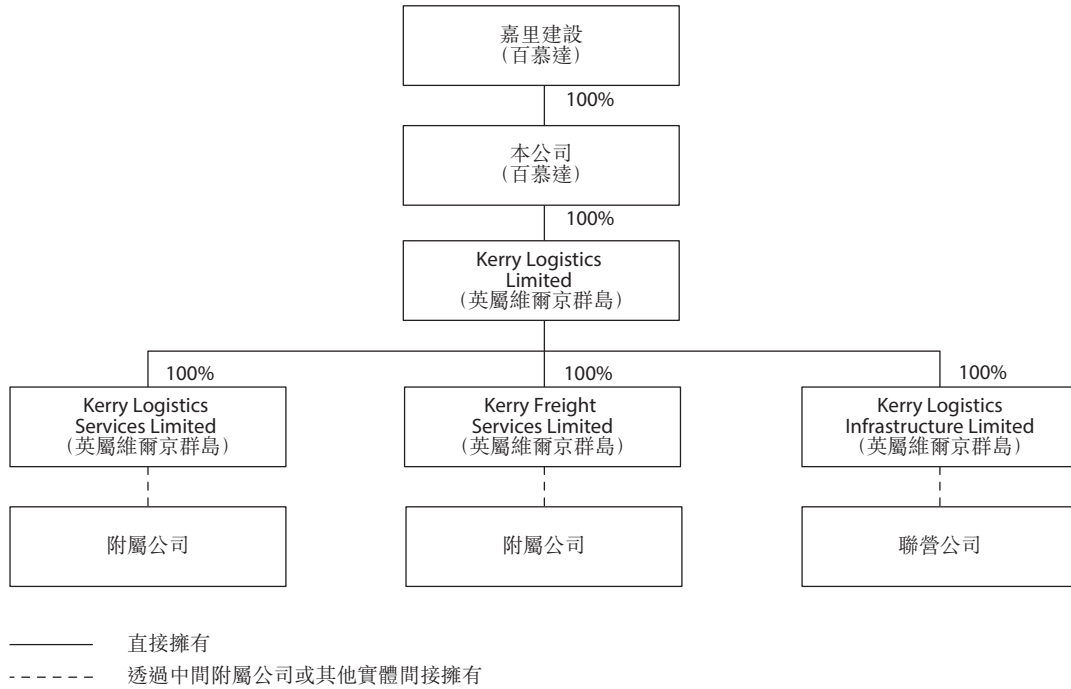 嘉里建設
(百慕達)
100%
本公司
(百慕達)
100%
Kerry Logistics
Limited
(英屬維爾京群島)
100%
100%
100%
Kerry Logistics
Services Limited
(英屬維爾京群島)
Kerry Freight
Services Limited
(英屬維爾京群島)
Kerry Logistics
Infrastructure Limited
(英屬維爾京群島)
附屬公司
附屬公司
聯營公司
直接擁有
透過中間附屬公司或其他實體間接擁有